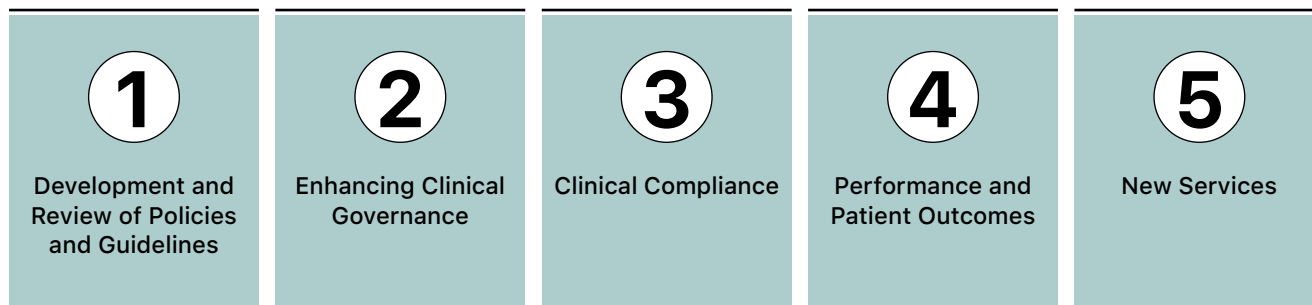 1
Development and
Review of Policies
and Guidelines
2
Enhancing Clinical
Governance
3
Clinical Compliance
4
Performance and
Patient Outcomes
5
New Services